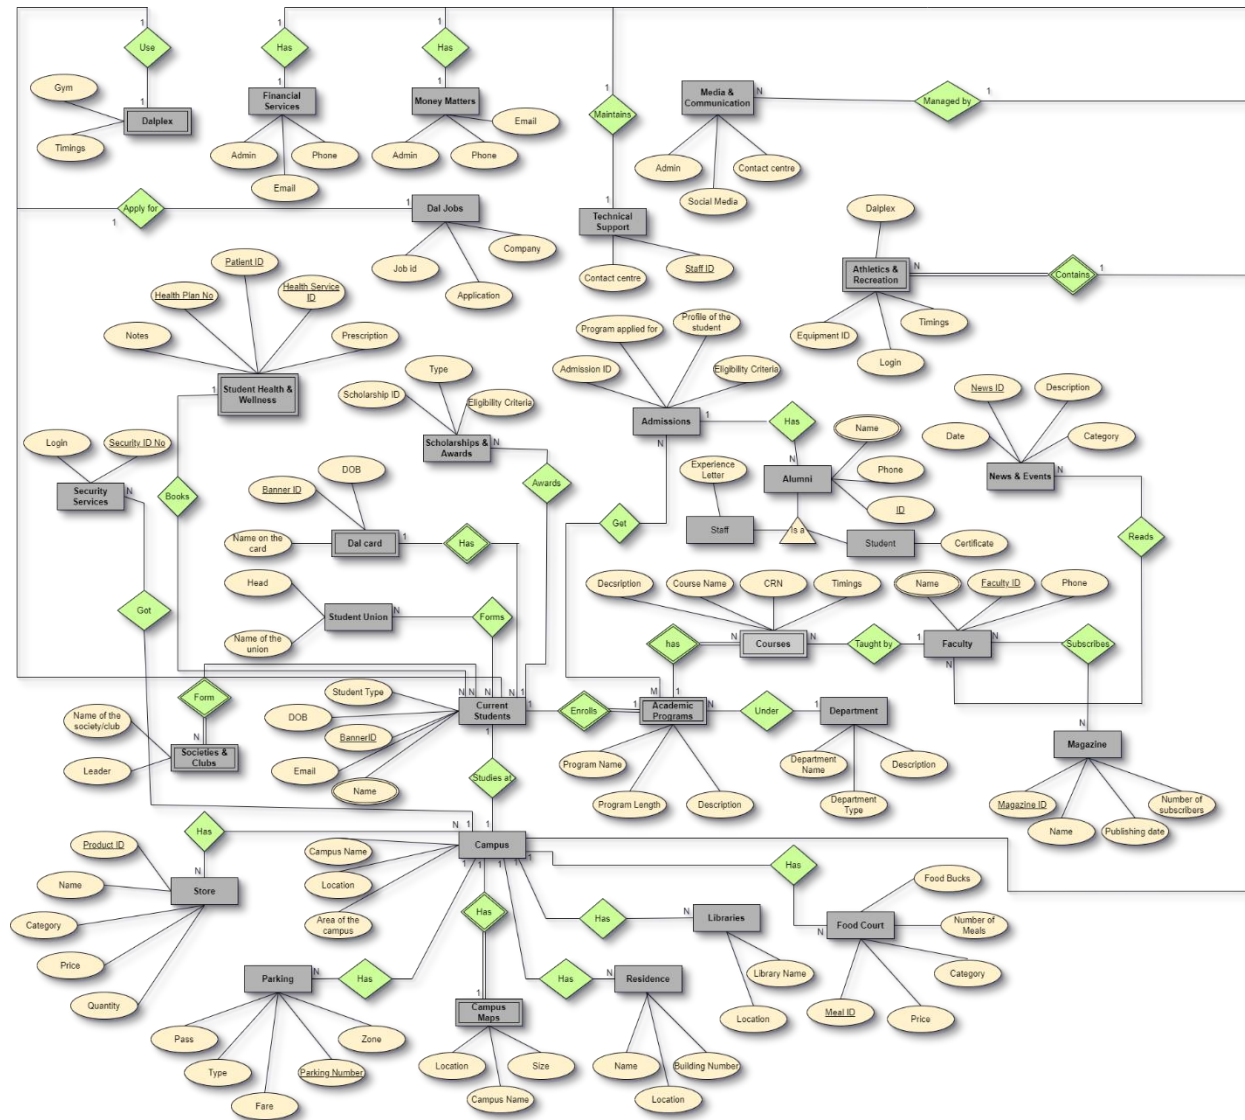 1
1
1
1
1
Use
Has
Has
Gym
1
1
1
Dalplex
Financial
Services
Money Matters
Email
Timings
Admin
Phone
Admin
Phone
Email
Maintains
Media &
Communication
N
Managed by
1
Admin
Contact centre
Social Media
Apply for
1
1
Dal Jobs
Company
Job id
Application
1
Technical
Support
Contact centre
Staff ID
Dalplex
Athletics &
Recreation
N
Contains
1
Equipment ID
Timings
Login
Patient ID
Health Plan No
Health Service
ID
Notes
Prescription
1
Student Health &
Wellness
Type
Scholarship ID
Eligibility Criteria
Scholarships &
Awards
N
Program applied for
Profile of the
student
Admission ID
Eligibility Criteria
Admissions
1
N
Has
N
Name
Phone
ID
Alumni
Experience
Letter
Staff
Is a
Student
Certificate
News ID
Description
Date
Category
News & Events
N
Reads
Login
Security ID No
Security
Services
N
Books
Awards
Get
DOB
Banner ID
Name on the
card
Dal card
1
Has
Head
Student Union
N
Forms
Name of the
union
Got
Decsription
Course Name
CRN
Timings
has
N
Courses
N
Taught by
1
Name
Faculty ID
Phone
Faculty
N
N
Subscribes
Form
N
N
N
N
1
Student Type
DOB
BannerID
Email
Name
Current
Students
1
1
Enrolls
M
1
Academic
Programs
N
Under
1
Department
Program Name
Program Length
Description
Department
Name
Description
Department
Type
N
Magazine
Magazine ID
Number of
subscribers
Name
Publishing date
Name of the
society/club
N
Societies &
Clubs
Leader
Studies at
Has
N
1
1
Campus
1
1
1
1
1
Campus Name
Location
Area of the
campus
Product ID
N
Store
Name
Category
Price
Quantity
Has
Has
N
Libraries
Library Name
Location
Has
N
Food Court
Food Bucks
Number of
Meals
Category
Meal ID
Price
Parking
N
Has
Pass
Type
Fare
Zone
Parking Number
1
Campus
Maps
Location
Size
Campus Name
Has
N
Residence
Name
Building Number
Location